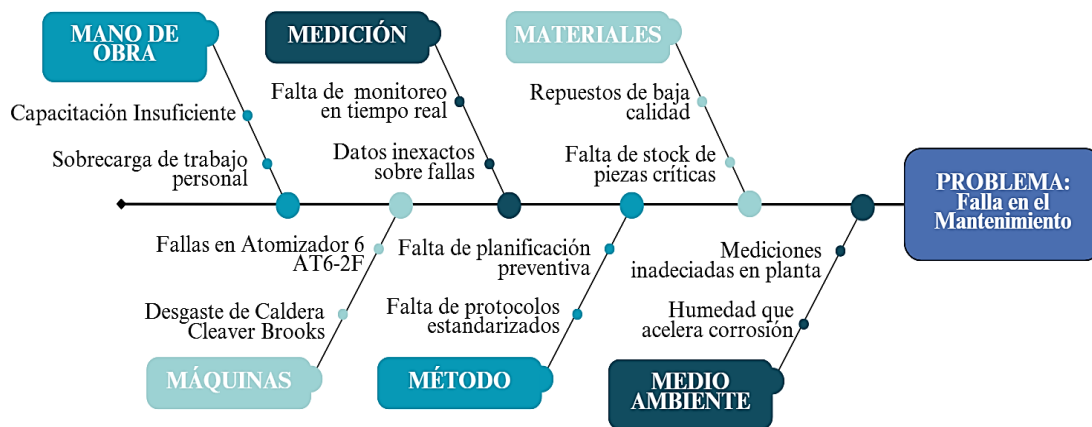 MANO DE
OBRA
MEDICIÓN
MATERIALES
Capacitación Insuficiente
Sobrecarga de trabajo
personal
Falta de monitoreo
en tiempo real
Datos inexactos
sobre fallas
Repuestos de baja
calidad
Falta de stock de
piezas críticas
PROBLEMA:
Falla en el
Mantenimiento
Fallas en Atomizador 6
AT6-2F
Desgaste de Caldera
Cleaver Brooks
Falta de planificación
preventiva
Falta de protocolos
estandarizados
Mediciones
inadeciadas en planta
Humedad que
acelera corrosión
MÁQUINAS
MÉTODO
MEDIO
AMBIENTE